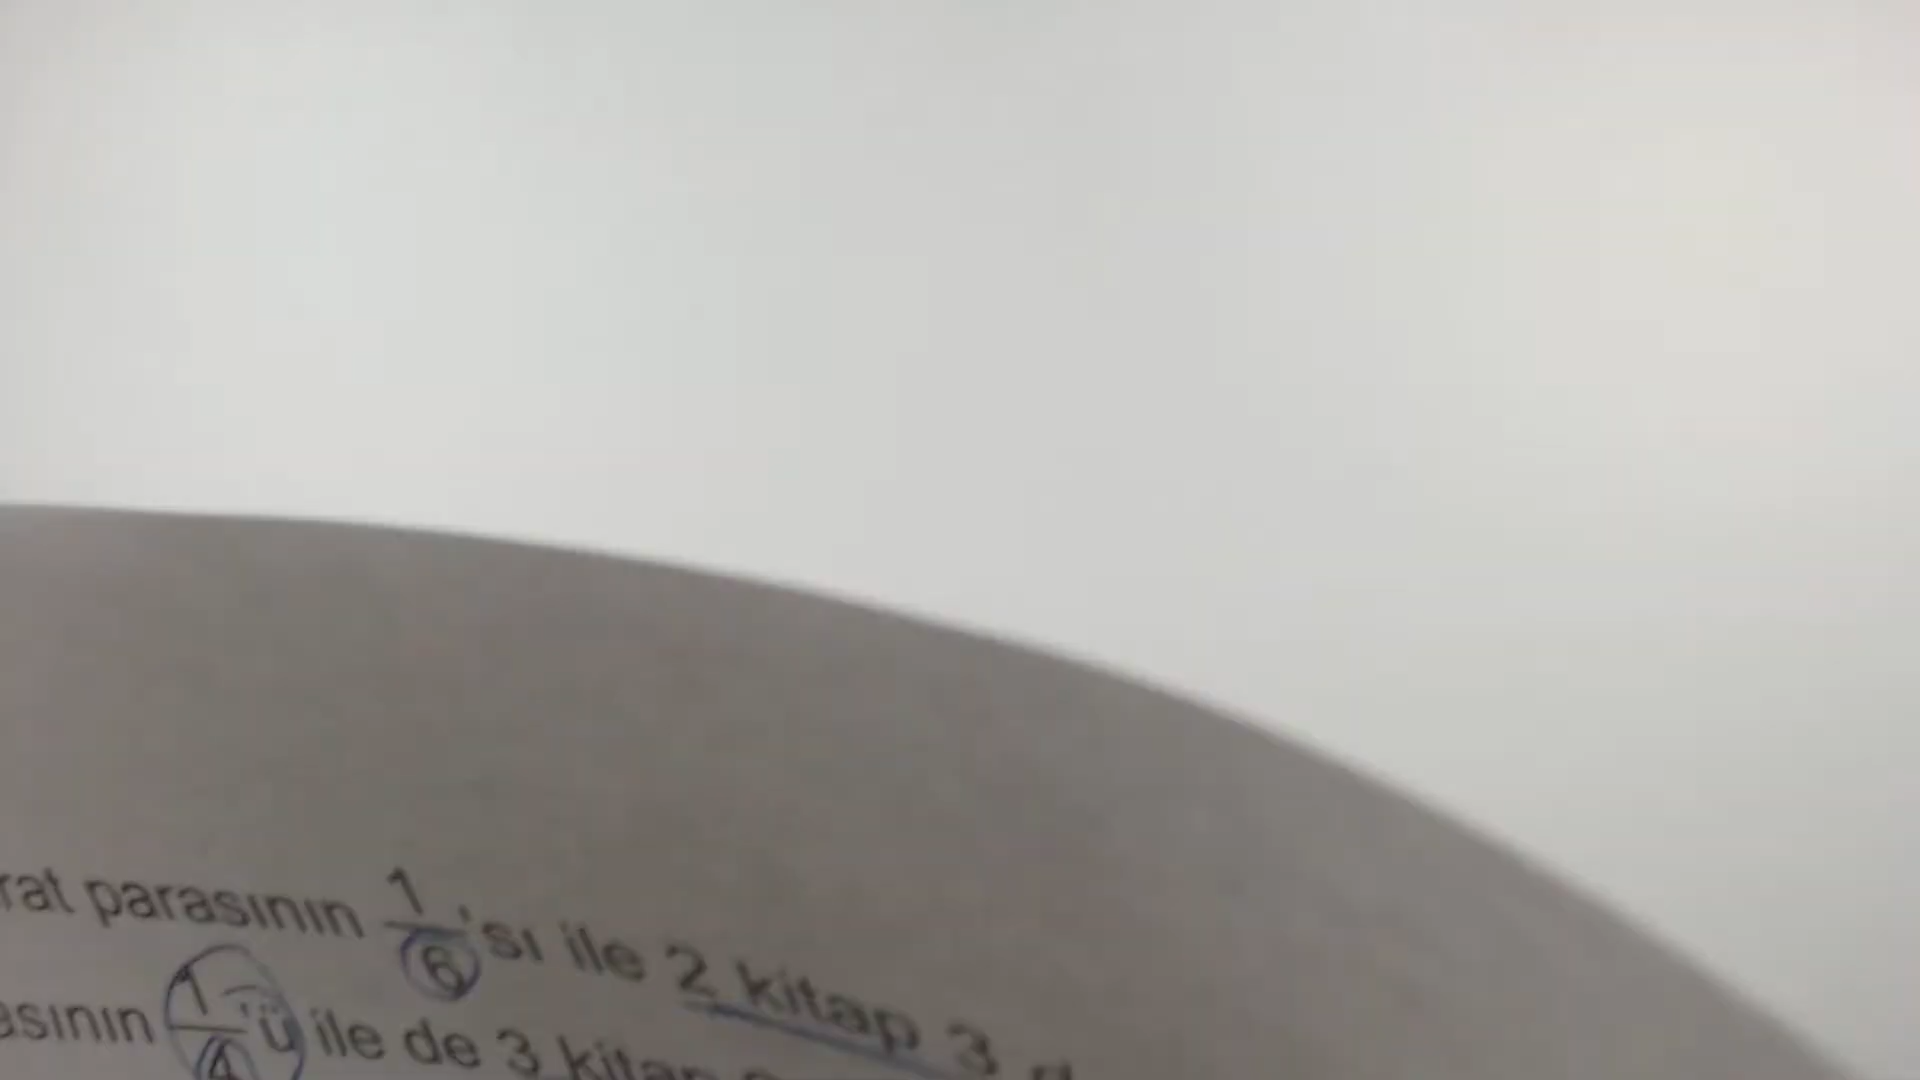 rat parasının 1/6'sı ile 2 kitap 3
asının 1/4'ü ile de 3 kitap